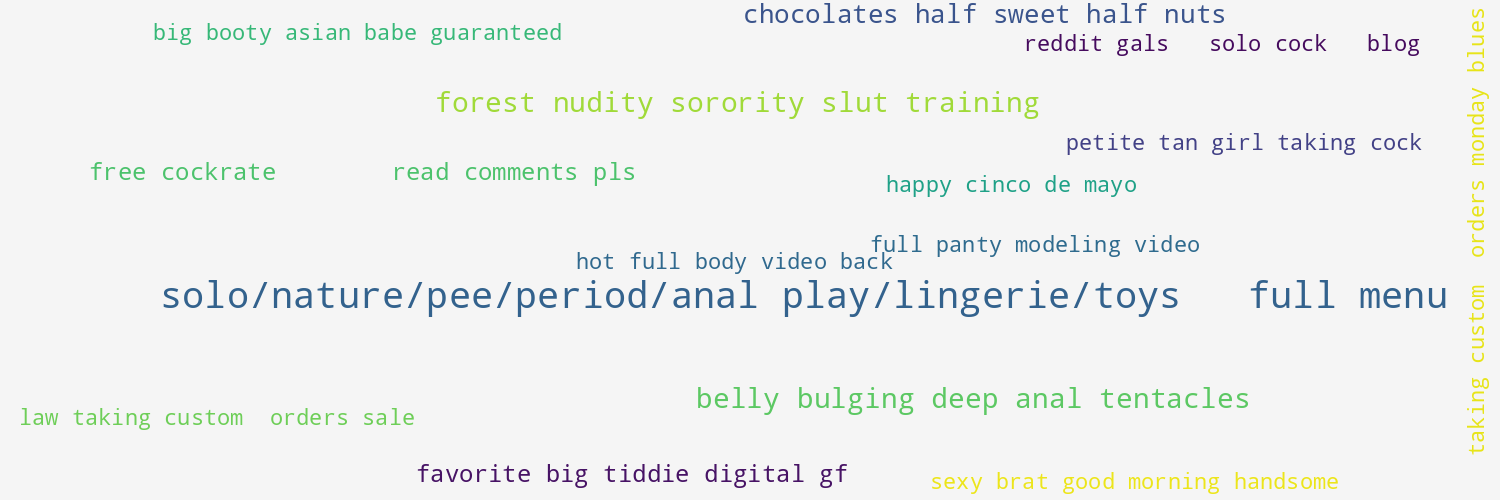 chocolates half sweet half nuts
big booty asian babe guaranteed
reddit gals   solo cock   blog
forest nudity sorority slut training
petite tan girl taking cock
free cockrate
read comments pls
happy cinco de mayo
full panty modeling video
hot full body video back
solo/nature/pee/period/anal play/lingerie/toys   full menu
belly bulging deep anal tentacles
law taking custom  orders sale
favorite big tiddie digital gf
sexy brat good morning handsome
taking custom  orders monday blues